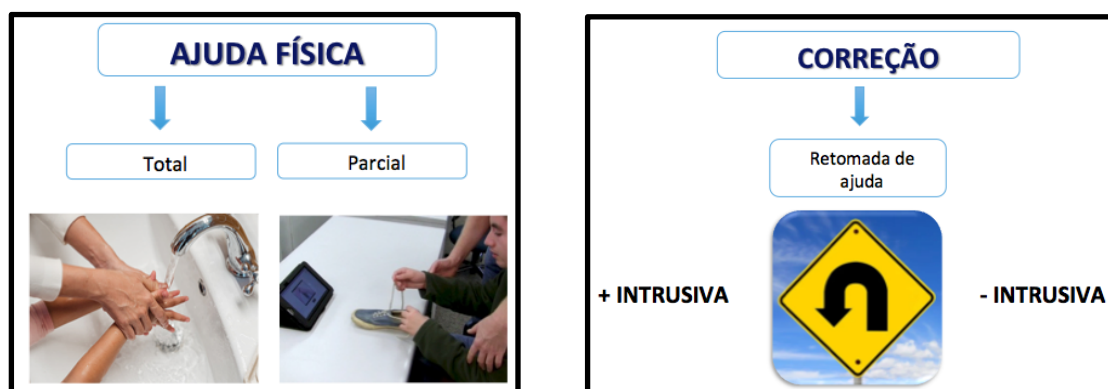 AJUDA FÍSICA
Total
Parcial
CORREÇÃO
Retomada de
ajuda
+ INTRUSIVA
- INTRUSIVA